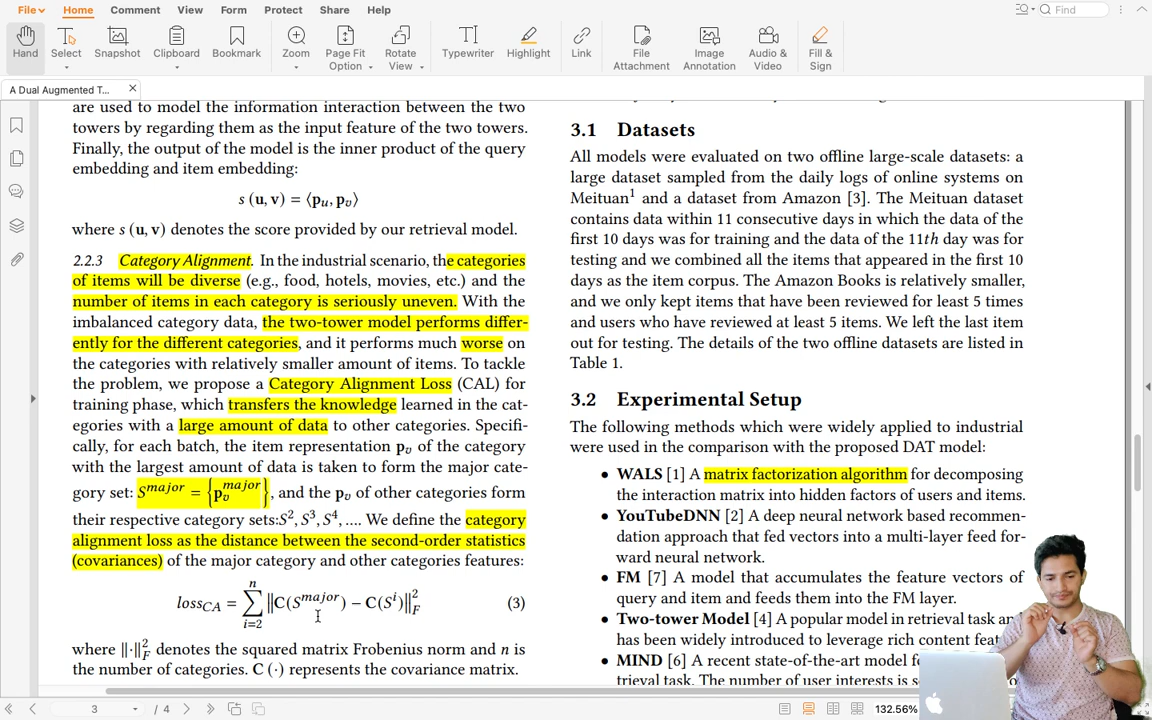 File
Home
Comment
View
Form
Protect
Share
Help
Find
Hand
Select
Snapshot
Clipboard
Bookmark
Zoom
Page Fit
Option
Rotate
View
Typewriter
Highlight
Link
File
Attachment
Image
Annotation
Audio &
Video
Fill &
Sign
A Dual Augmented T...
are used to model the information interaction between the two
towers by regarding them as the input feature of the two towers.
Finally, the output of the model is the inner product of the query
embedding and item embedding:
s (u, v) = ⟨pᵤ, pᵥ⟩
where s (u, v) denotes the score provided by our retrieval model.
2.2.3 Category Alignment. In the industrial scenario, the categories
of items will be diverse (e.g., food, hotels, movies, etc.) and the
number of items in each category is seriously uneven. With the
imbalanced category data, the two-tower model performs differ-
ently for the different categories, and it performs much worse on
the categories with relatively smaller amount of items. To tackle
the problem, we propose a Category Alignment Loss (CAL) for
training phase, which transfers the knowledge learned in the cat-
egories with a large amount of data to other categories. Specifi-
cally, for each batch, the item representation pᵥ of the category
with the largest amount of data is taken to form the major cate-
gory set: S^major = {pᵥ^major}, and the pᵥ of other categories form
their respective category sets:S², S³, S⁴, .... We define the category
alignment loss as the distance between the second-order statistics
(covariances) of the major category and other categories features:
loss_CA = ∑_{i=2}^{n} ‖C(S^major) − C(S^i)‖²_F (3)
where ‖·‖²_F denotes the squared matrix Frobenius norm and n is
the number of categories. C (·) represents the covariance matrix.
3.1 Datasets
All models were evaluated on two offline large-scale datasets: a
large dataset sampled from the daily logs of online systems on
Meituan¹ and a dataset from Amazon [3]. The Meituan dataset
contains data within 11 consecutive days in which the data of the
first 10 days was for training and the data of the 11th day was for
testing and we combined all the items that appeared in the first 10
days as the item corpus. The Amazon Books is relatively smaller,
and we only kept items that have been reviewed for least 5 times
and users who have reviewed at least 5 items. We left the last item
out for testing. The details of the two offline datasets are listed in
Table 1.
3.2 Experimental Setup
The following methods which were widely applied to industrial
were used in the comparison with the proposed DAT model:
• WALS [1] A matrix factorization algorithm for decomposing
the interaction matrix into hidden factors of users and items.
• YouTubeDNN [2] A deep neural network based recommen-
dation approach that fed vectors into a multi-layer feed for-
ward neural network.
• FM [7] A model that accumulates the feature vectors of
query and item and feeds them into the FM layer.
• Two-tower Model [4] A popular model in retrieval task
has been widely introduced to leverage rich content
• MIND [6] A recent state-of-the-art model
trieval task. The number of user interests is
3 / 4
132.56%